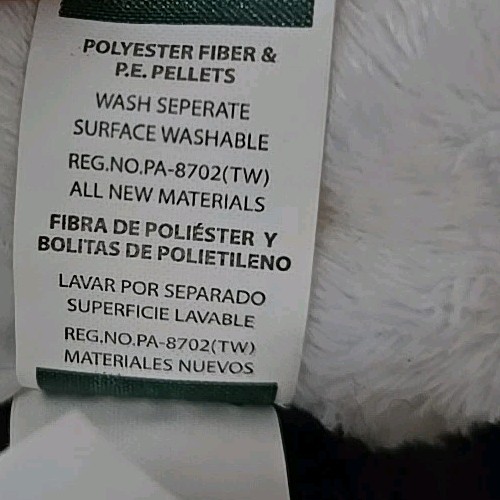 POLYESTER FIBER &
P.E. PELLETS
WASH SEPERATE
SURFACE WASHABLE
REG.NO.PA-8702(TW)
ALL NEW MATERIALS
FIBRA DE POLIÉSTER Y
BOLITAS DE POLIETILENO
LAVAR POR SEPARADO
SUPERFICIE LAVABLE
REG.NO.PA-8702(TW)
MATERIALES NUEVOS